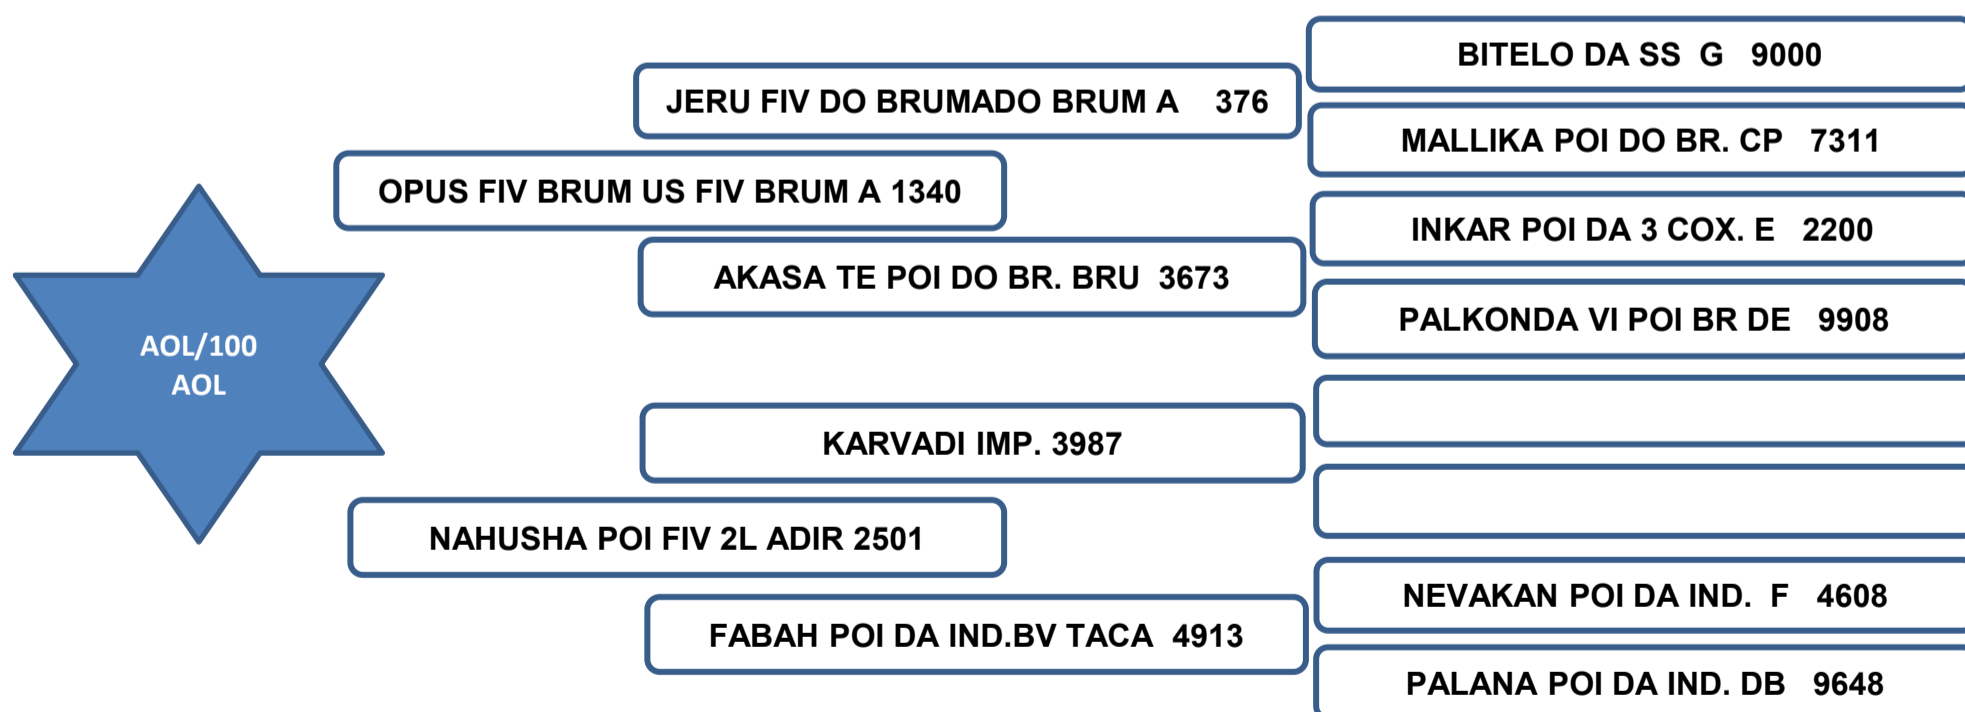 BITELO DA SS G 9000
JERU FIV DO BRUMADO BRUM A 376
MALLIKA POI DO BR. CP 7311
OPUS FIV BRUM US FIV BRUM A 1340
INKAR POI DA 3 COX. E 2200
AKASA TE POI DO BR. BRU 3673
PALKONDA VI POI BR DE 9908
AOL/100
AOL
KARVADI IMP. 3987
NAHUSHA POI FIV 2L ADIR 2501
NEVAKAN POI DA IND. F 4608
FABAH POI DA IND.BV TACA 4913
PALANA POI DA IND. DB 9648